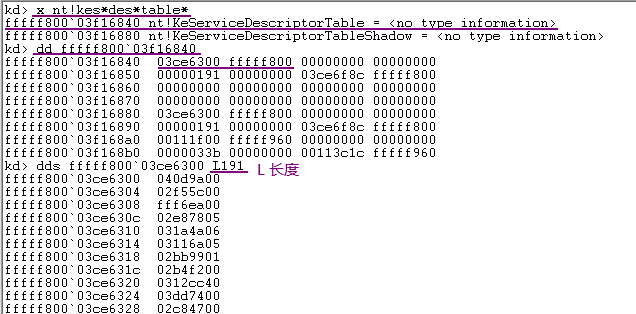 kd> x nt!kes*des*table*
fffff800`03f16840 nt!KeServiceDescriptorTable = <no type information>
fffff800`03f16880 nt!KeServiceDescriptorTableShadow = <no type information>
kd> dd fffff800`03f16840
fffff800`03f16840  03ce6300 fffff800 00000000 00000000
fffff800`03f16850  00000191 00000000 03ce6f8c fffff800
fffff800`03f16860  00000000 00000000 00000000 00000000
fffff800`03f16870  00000000 00000000 00000000 00000000
fffff800`03f16880  03ce6300 fffff800 00000000 00000000
fffff800`03f16890  00000191 00000000 03ce6f8c fffff800
fffff800`03f168a0  00111f00 fffff960 00000000 00000000
fffff800`03f168b0  0000033b 00000000 00113c1c fffff960
kd> dds fffff800`03ce6300 L191 L 长度
fffff800`03ce6300  040d9a00
fffff800`03ce6304  02f55c00
fffff800`03ce6308  fff6ea00
fffff800`03ce630c  02e87805
fffff800`03ce6310  031a4a06
fffff800`03ce6314  03116a05
fffff800`03ce6318  02bb9901
fffff800`03ce631c  02b4f200
fffff800`03ce6320  0312cc40
fffff800`03ce6324  03dd7400
fffff800`03ce6328  02c84700